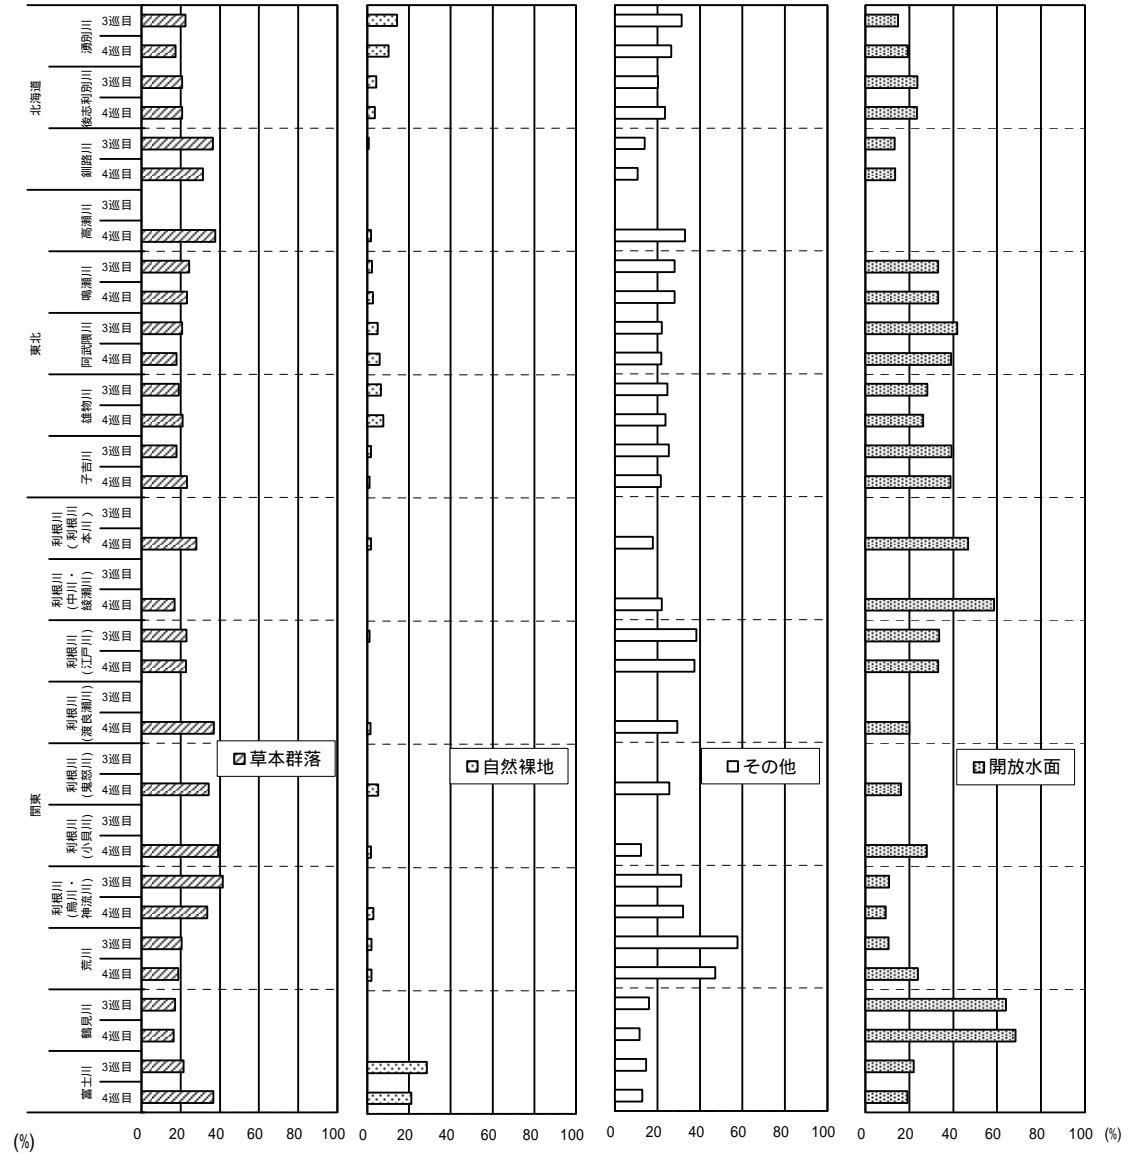 北海道
湧別川
3巡目
4巡目
後志利別川
3巡目
4巡目
釧路川
3巡目
4巡目
東北
高瀬川
3巡目
4巡目
鳴瀬川
3巡目
4巡目
阿武隈川
3巡目
4巡目
雄物川
3巡目
4巡目
子吉川
3巡目
4巡目
関東
利根川
(利根川
本川)
3巡目
4巡目
利根川
(中川・
綾瀬川)
3巡目
4巡目
利根川
(江戸川)
3巡目
4巡目
利根川
(渡良瀬川)
3巡目
4巡目
利根川
(鬼怒川)
3巡目
4巡目
利根川
(小貝川)
3巡目
4巡目
利根川
(烏川・
神流川)
3巡目
4巡目
荒川
3巡目
4巡目
鶴見川
3巡目
4巡目
富士川
3巡目
4巡目
草本群落
自然裸地
その他
開放水面
0 20 40 60 80 100
0 20 40 60 80 100
0 20 40 60 80 100
0 20 40 60 80 100
(%)
(%)